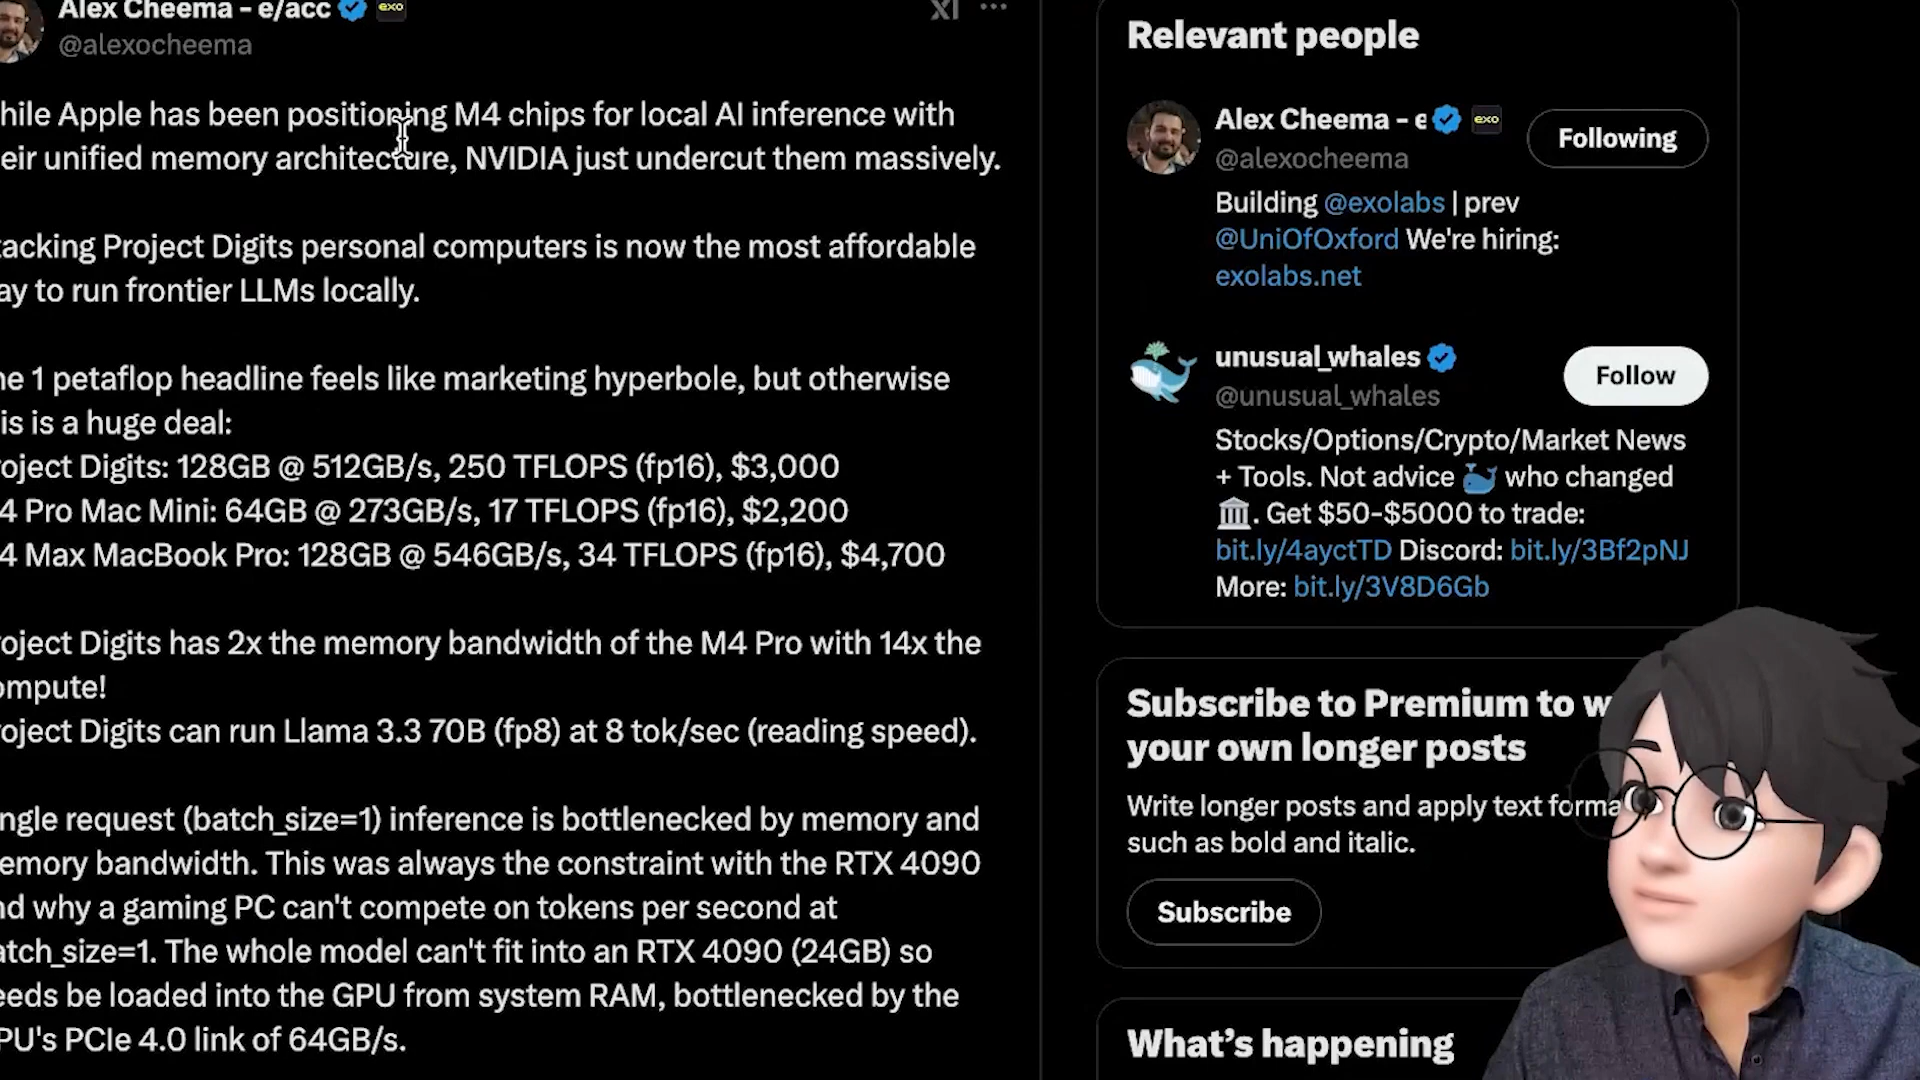 Alex Cheema - e/acc exo
@alexocheema
hile Apple has been positioning M4 chips for local AI inference with
eir unified memory architecture, NVIDIA just undercut them massively.
tacking Project Digits personal computers is now the most affordable
ay to run frontier LLMs locally.
he 1 petaflop headline feels like marketing hyperbole, but otherwise
is is a huge deal:
oject Digits: 128GB @ 512GB/s, 250 TFLOPS (fp16), $3,000
4 Pro Mac Mini: 64GB @ 273GB/s, 17 TFLOPS (fp16), $2,200
4 Max MacBook Pro: 128GB @ 546GB/s, 34 TFLOPS (fp16), $4,700
oject Digits has 2x the memory bandwidth of the M4 Pro with 14x the
ompute!
oject Digits can run Llama 3.3 70B (fp8) at 8 tok/sec (reading speed).
ngle request (batch_size=1) inference is bottlenecked by memory and
emory bandwidth. This was always the constraint with the RTX 4090
nd why a gaming PC can't compete on tokens per second at
atch_size=1. The whole model can't fit into an RTX 4090 (24GB) so
eeds be loaded into the GPU from system RAM, bottlenecked by the
PU's PCIe 4.0 link of 64GB/s.
Relevant people
Alex Cheema - e exo
Following
@alexocheema
Building @exolabs | prev
@UniOfOxford We're hiring:
exolabs.net
unusual_whales
Follow
@unusual_whales
Stocks/Options/Crypto/Market News
+ Tools. Not advice 🐳 who changed
🏛. Get $50-$5000 to trade:
bit.ly/4ayctTD Discord: bit.ly/3Bf2pNJ
More: bit.ly/3V8D6Gb
Subscribe to Premium to w
your own longer posts
Write longer posts and apply text forma
such as bold and italic.
Subscribe
What's happening